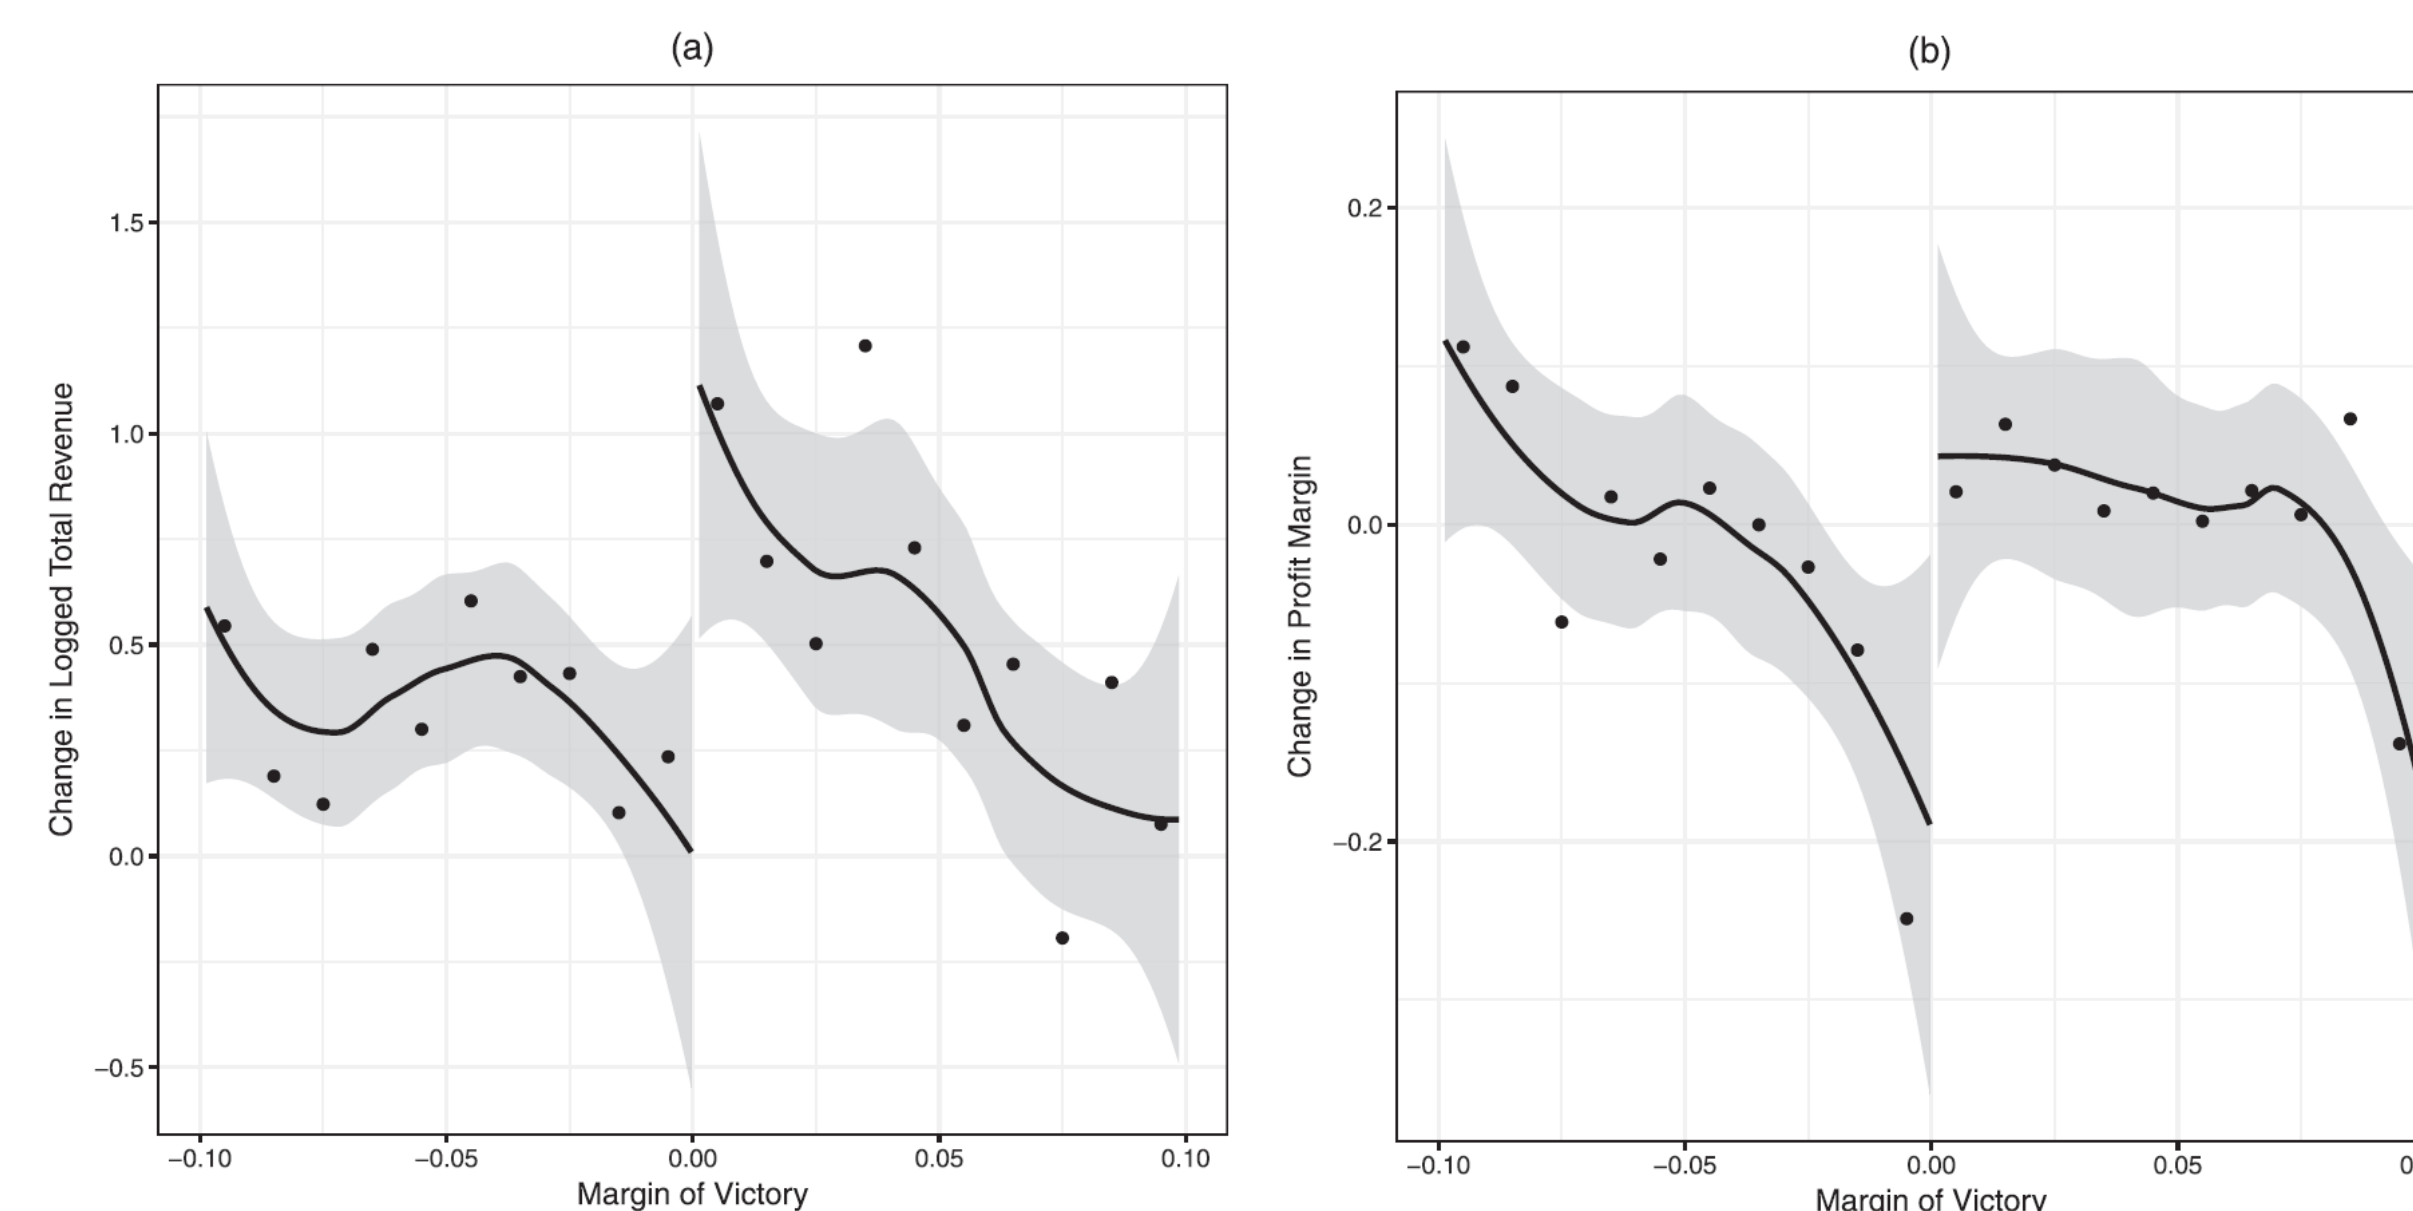 (a)
Change in Logged Total Revenue
1.5
1.0
0.5
0.0
−0.5
−0.10 −0.05 0.00 0.05 0.10
Margin of Victory
(b)
Change in Profit Margin
0.2
0.0
−0.2
−0.10 −0.05 0.00 0.05
Margin of Victory